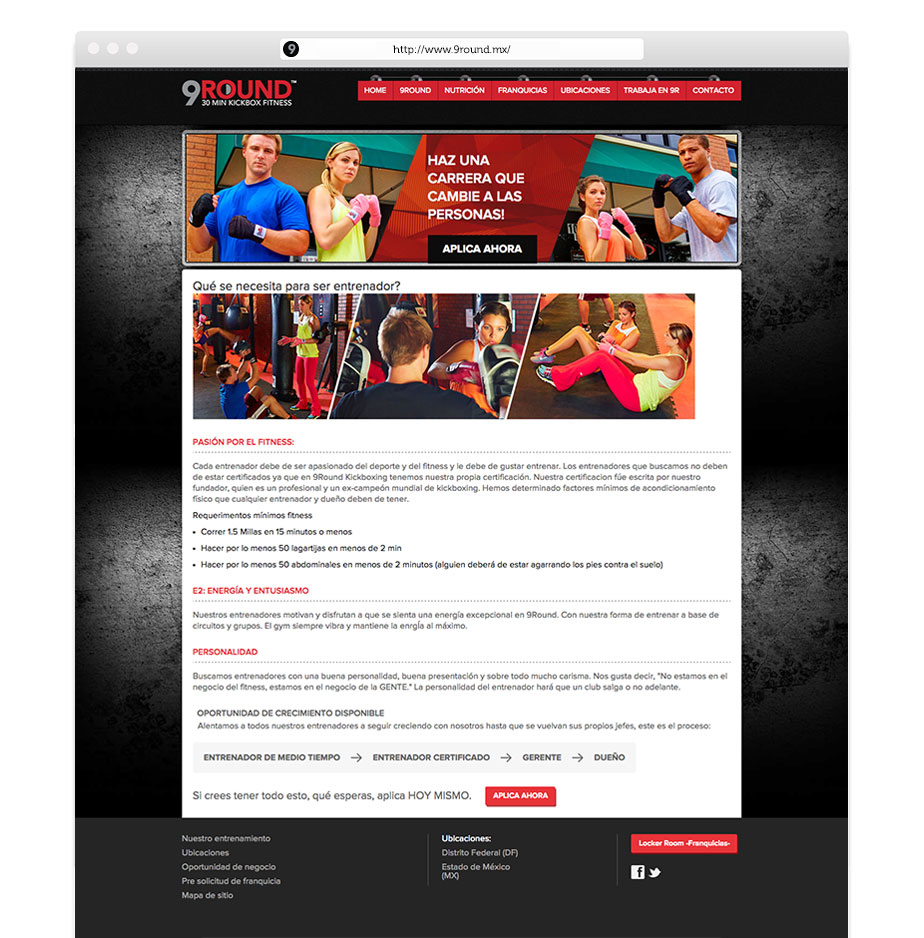 http://www.9round.mx/
9ROUND™
30 MIN KICKBOX FITNESS
HOME 9ROUND NUTRICIÓN FRANQUICIAS UBICACIONES TRABAJA EN 9R CONTACTO
HAZ UNA
CARRERA QUE
CAMBIE A LAS
PERSONAS!
APLICA AHORA
Qué se necesita para ser entrenador?
PASIÓN POR EL FITNESS:
Cada entrenador debe de ser apasionado del deporte y del fitness y le debe de gustar entrenar. Los entrenadores que buscamos no deben
de estar certificados ya que en 9Round Kickboxing tenemos nuestra propia certificación. Nuestra certificacion fúe escrita por nuestro
fundador, quien es un profesional y un ex-campeón mundial de kickboxing. Hemos determinado factores mínimos de acondicionamiento
físico que cualquier entrenador y dueño deben de tener.
Requerimentos mínimos fitness
• Correr 1.5 Millas en 15 minutos o menos
• Hacer por lo menos 50 lagartijas en menos de 2 min
• Hacer por lo menos 50 abdominales en menos de 2 minutos (alguien deberá de estar agarrando los pies contra el suelo)
E2: ENERGÍA Y ENTUSIASMO
Nuestros entrenadores motivan y disfrutan a que se sienta una energía excepcional en 9Round. Con nuestra forma de entrenar a base de
circuitos y grupos. El gym siempre vibra y mantiene la enrgía al máximo.
PERSONALIDAD
Buscamos entrenadores con una buena personalidad, buena presentación y sobre todo mucho carisma. Nos gusta decir, "No estamos en el
negocio del fitness, estamos en el negocio de la GENTE." La personalidad del entrenador hará que un club salga o no adelante.
OPORTUNIDAD DE CRECIMIENTO DISPONIBLE
Alentamos a todos nuestros entrenadores a seguir creciendo con nosotros hasta que se vuelvan sus propios jefes, este es el proceso:
ENTRENADOR DE MEDIO TIEMPO → ENTRENADOR CERTIFICADO → GERENTE → DUEÑO
Si crees tener todo esto, qué esperas, aplica HOY MISMO. APLICA AHORA
Nuestro entrenamiento
Ubicaciones
Oportunidad de negocio
Pre solicitud de franquicia
Mapa de sitio
Ubicaciones:
Distrito Federal (DF)
Estado de México
(MX)
Locker Room -Franquicias-